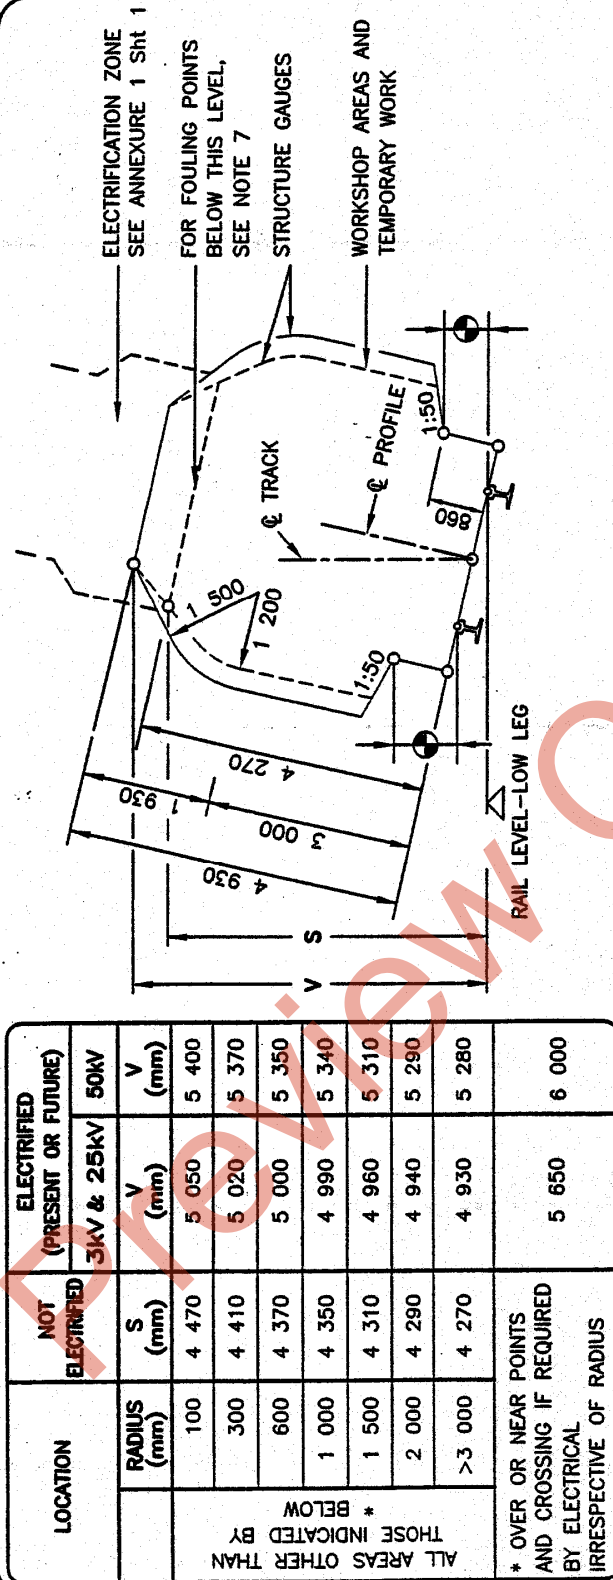 ELECTRIFICATION ZONE
SEE ANNEXURE 1 Sht 1
FOR FOULING POINTS
BELOW THIS LEVEL,
SEE NOTE 7
STRUCTURE GAUGES
WORKSHOP AREAS AND
TEMPORARY WORK
℄ TRACK
℄ PROFILE
1 500
1 200
1:50
1:50
860
4 270
1 930
3 000
4 930
S
V
RAIL LEVEL-LOW LEG
LOCATION
NOT ELECTRIFIED
ELECTRIFIED
(PRESENT OR FUTURE)
3kV & 25kV 50kV
RADIUS (mm) S (mm) V (mm) V (mm)
ALL AREAS OTHER THAN
THOSE INDICATED BY
* BELOW
100 4 470 5 050 5 400
300 4 410 5 020 5 370
600 4 370 5 000 5 350
1 000 4 350 4 990 5 340
1 500 4 310 4 960 5 310
2 000 4 290 4 940 5 290
>3 000 4 270 4 930 5 280
* OVER OR NEAR POINTS
AND CROSSING IF REQUIRED
BY ELECTRICAL
IRRESPECTIVE OF RADIUS
5 650 6 000
Preview